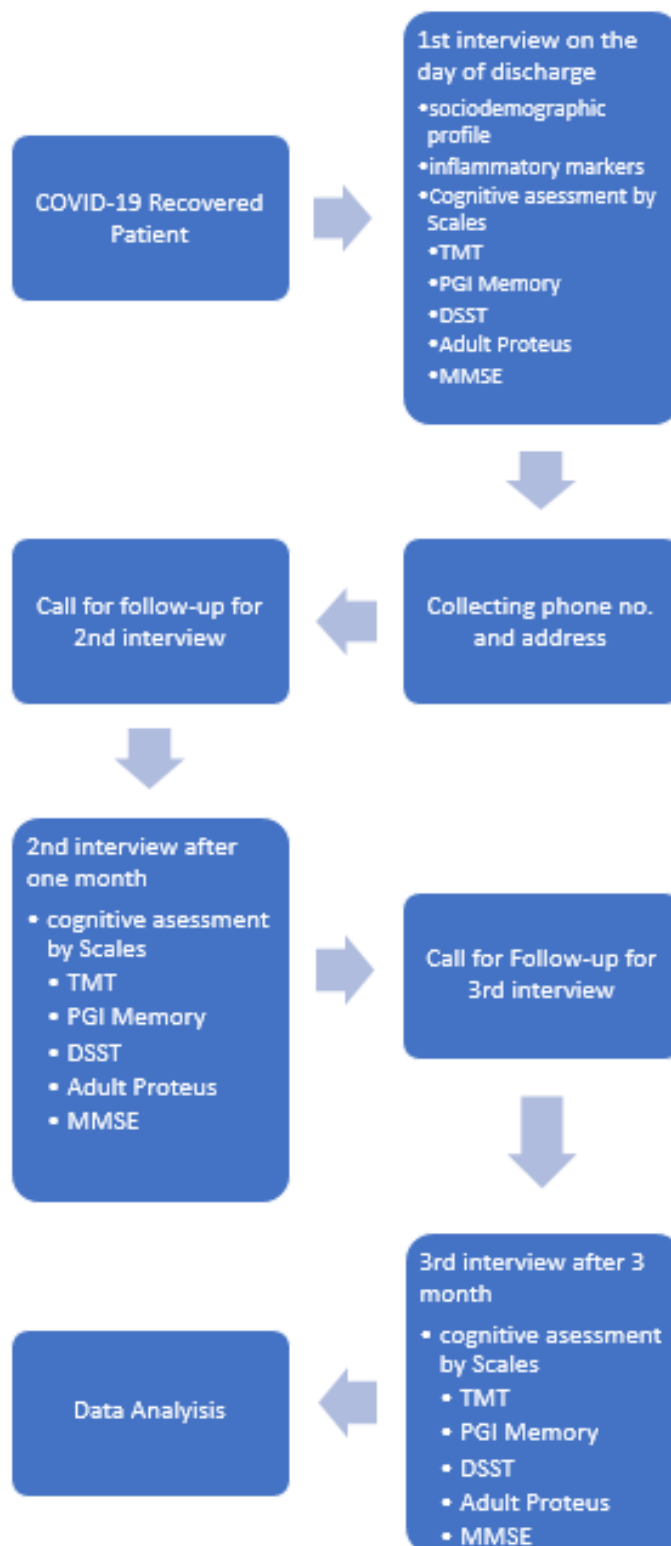 COVID-19 Recovered
Patient
1st interview on the
day of discharge
•sociodemographic
profile
•inflammatory markers
•Cognitive asessment by
Scales
•TMT
•PGI Memory
•DSST
•Adult Proteus
•MMSE
Collecting phone no.
and address
Call for follow-up for
2nd interview
2nd interview after
one month
• cognitive asessment
by Scales
• TMT
• PGI Memory
• DSST
• Adult Proteus
• MMSE
Call for Follow-up for
3rd interview
3rd interview after 3
month
• cognitive asessment
by Scales
• TMT
• PGI Memory
• DSST
• Adult Proteus
• MMSE
Data Analyisis